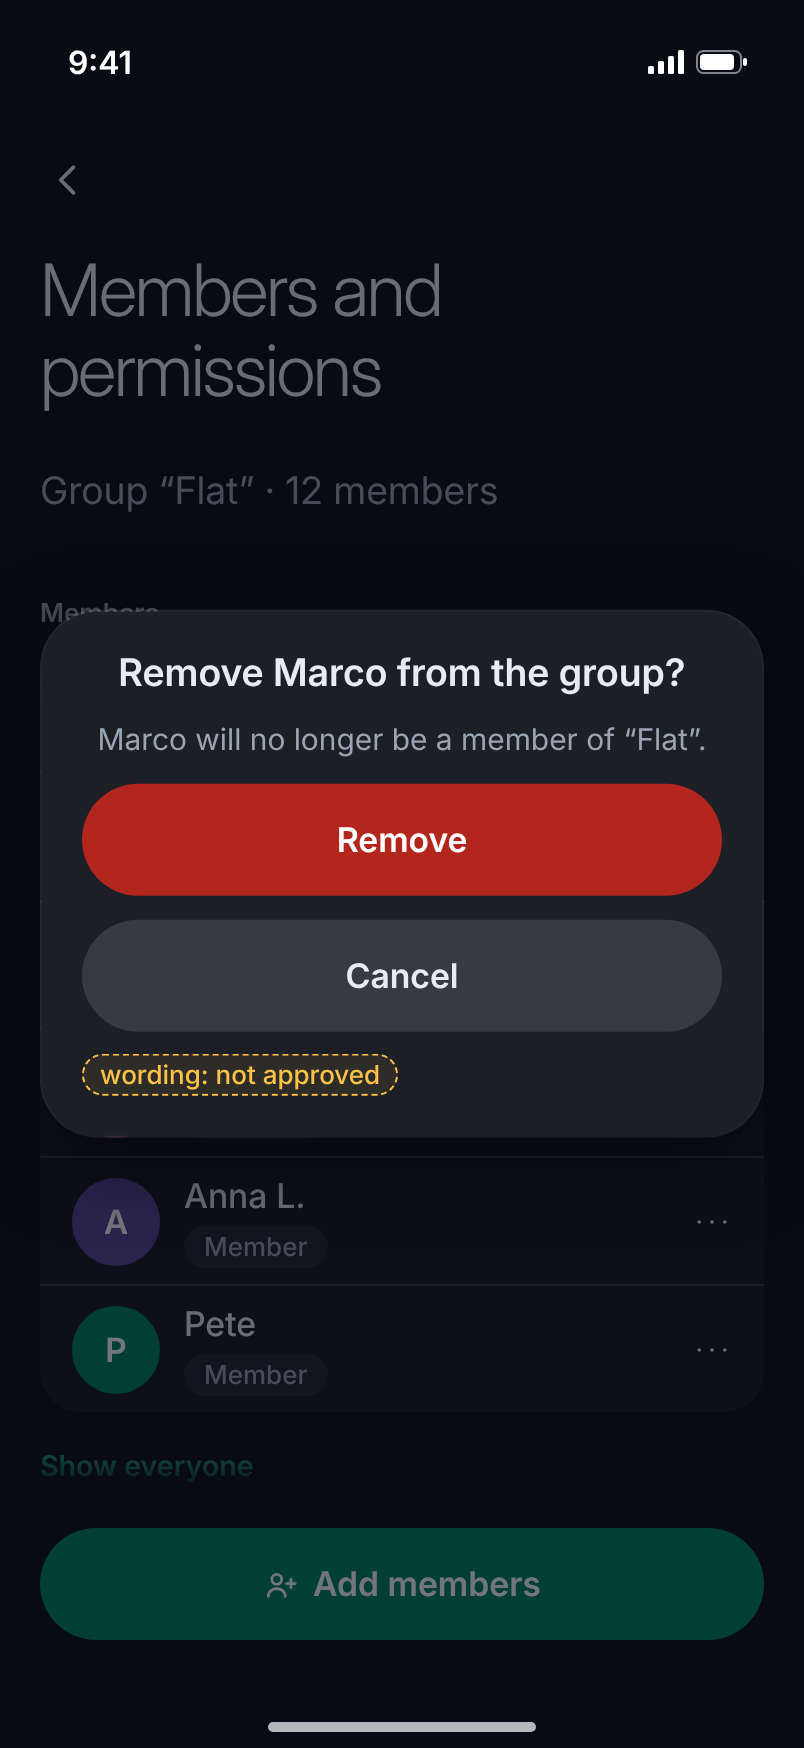 9:41
Members and
permissions
Group “Flat” · 12 members
Members
Remove Marco from the group?
Marco will no longer be a member of “Flat”.
Remove
Cancel
wording: not approved
A
Anna L.
...
Member
P
Pete
...
Member
Show everyone
Add members